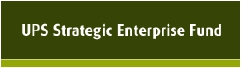 UPS Strategic Enterprise Fund